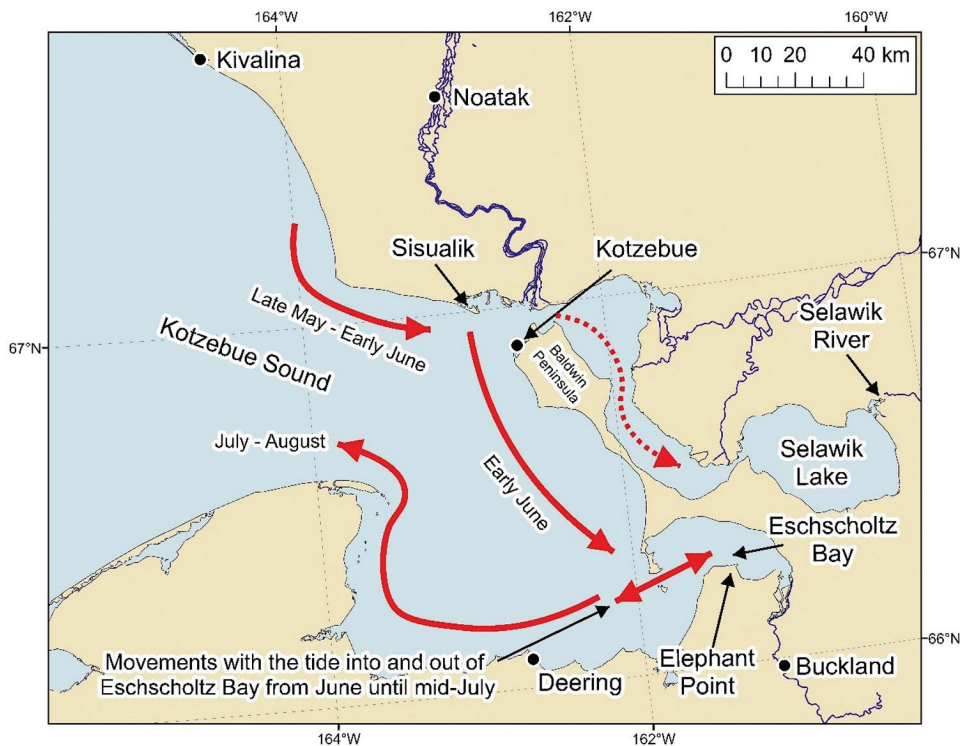 164°W
162°W
160°W
0 10 20 40 km
Kivalina
Noatak
Sisualik
Kotzebue
67°N
Selawik
River
Late May - Early June
Kotzebue Sound
67°N
Baldwin
Peninsula
July - August
Early June
Selawik
Lake
Eschscholtz
Bay
66°N
Movements with the tide into and out of
Eschscholtz Bay from June until mid-July
Deering
Elephant
Point
Buckland
164°W
162°W